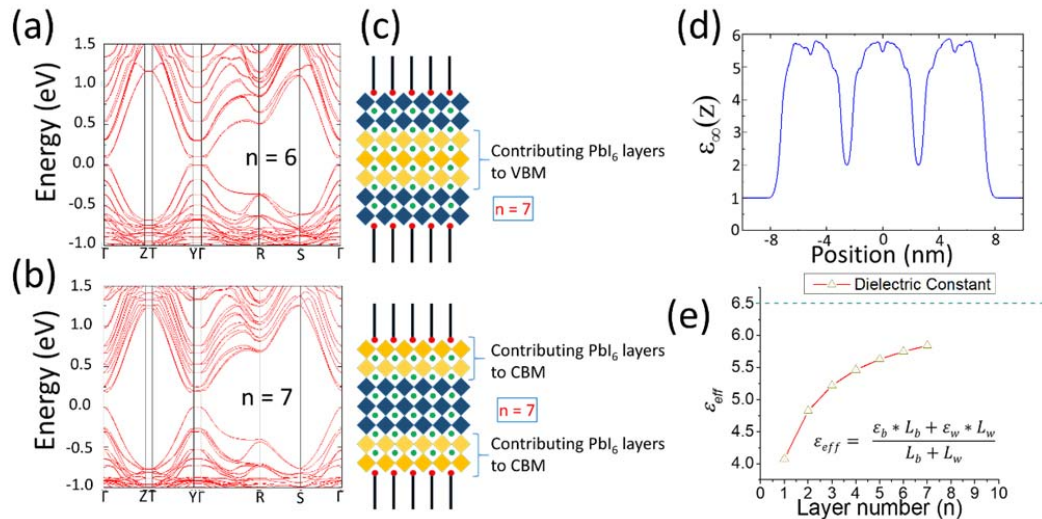 (a)
Energy (eV)
1.5
1.0
0.5
0.0
-0.5
-1.0
n = 6
Γ ZT YΓ R S Γ
(b)
Energy (eV)
1.5
1.0
0.5
0.0
-0.5
-1.0
n = 7
Γ ZT YΓ R S Γ
(c)
Contributing PbI₆ layers
to VBM
n = 7
Contributing PbI₆ layers
to CBM
n = 7
Contributing PbI₆ layers
to CBM
(d)
ε∞(z)
6
5
4
3
2
1
0
-8 -4 0 4 8
Position (nm)
Dielectric Constant
(e)
εeff
6.5
6.0
5.5
5.0
4.5
4.0
εeff = (εb * Lb + εw * Lw) / (Lb + Lw)
0 1 2 3 4 5 6 7 8 9 10
Layer number (n)